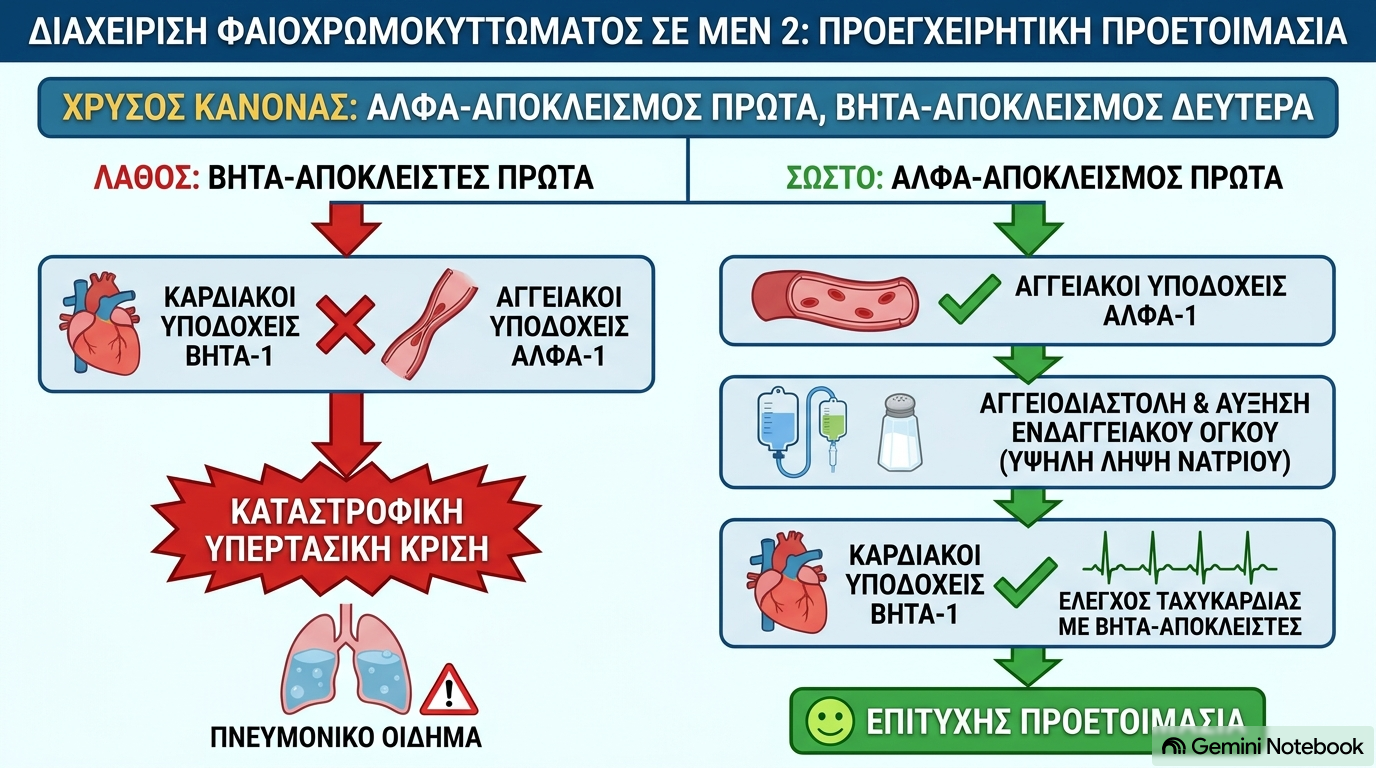 ΔΙΑΧΕΙΡΙΣΗ ΦΑΙΟΧΡΩΜΟΚΥΤΤΩΜΑΤΟΣ ΣΕ MEN 2: ΠΡΟΕΓΧΕΙΡΗΤΙΚΗ ΠΡΟΕΤΟΙΜΑΣΙΑ
ΧΡΥΣΟΣ ΚΑΝΟΝΑΣ: ΑΛΦΑ-ΑΠΟΚΛΕΙΣΜΟΣ ΠΡΩΤΑ, ΒΗΤΑ-ΑΠΟΚΛΕΙΣΜΟΣ ΔΕΥΤΕΡΑ
ΛΑΘΟΣ: ΒΗΤΑ-ΑΠΟΚΛΕΙΣΤΕΣ ΠΡΩΤΑ
ΚΑΡΔΙΑΚΟΙ
ΥΠΟΔΟΧΕΙΣ
ΒΗΤΑ-1
ΑΓΓΕΙΑΚΟΙ
ΥΠΟΔΟΧΕΙΣ
ΑΛΦΑ-1
ΚΑΤΑΣΤΡΟΦΙΚΗ
ΥΠΕΡΤΑΣΙΚΗ ΚΡΙΣΗ
ΠΝΕΥΜΟΝΙΚΟ ΟΙΔΗΜΑ
ΣΩΣΤΟ: ΑΛΦΑ-ΑΠΟΚΛΕΙΣΜΟΣ ΠΡΩΤΑ
ΑΓΓΕΙΑΚΟΙ ΥΠΟΔΟΧΕΙΣ
ΑΛΦΑ-1
ΑΓΓΕΙΟΔΙΑΣΤΟΛΗ & ΑΥΞΗΣΗ
ΕΝΔΑΓΓΕΙΑΚΟΥ ΟΓΚΟΥ
(ΥΨΗΛΗ ΛΗΨΗ ΝΑΤΡΙΟΥ)
ΚΑΡΔΙΑΚΟΙ
ΥΠΟΔΟΧΕΙΣ
ΒΗΤΑ-1
ΕΛΕΓΧΟΣ ΤΑΧΥΚΑΡΔΙΑΣ
ΜΕ ΒΗΤΑ-ΑΠΟΚΛΕΙΣΤΕΣ
ΕΠΙΤΥΧΗΣ ΠΡΟΕΤΟΙΜΑΣΙΑ
Gemini Notebook